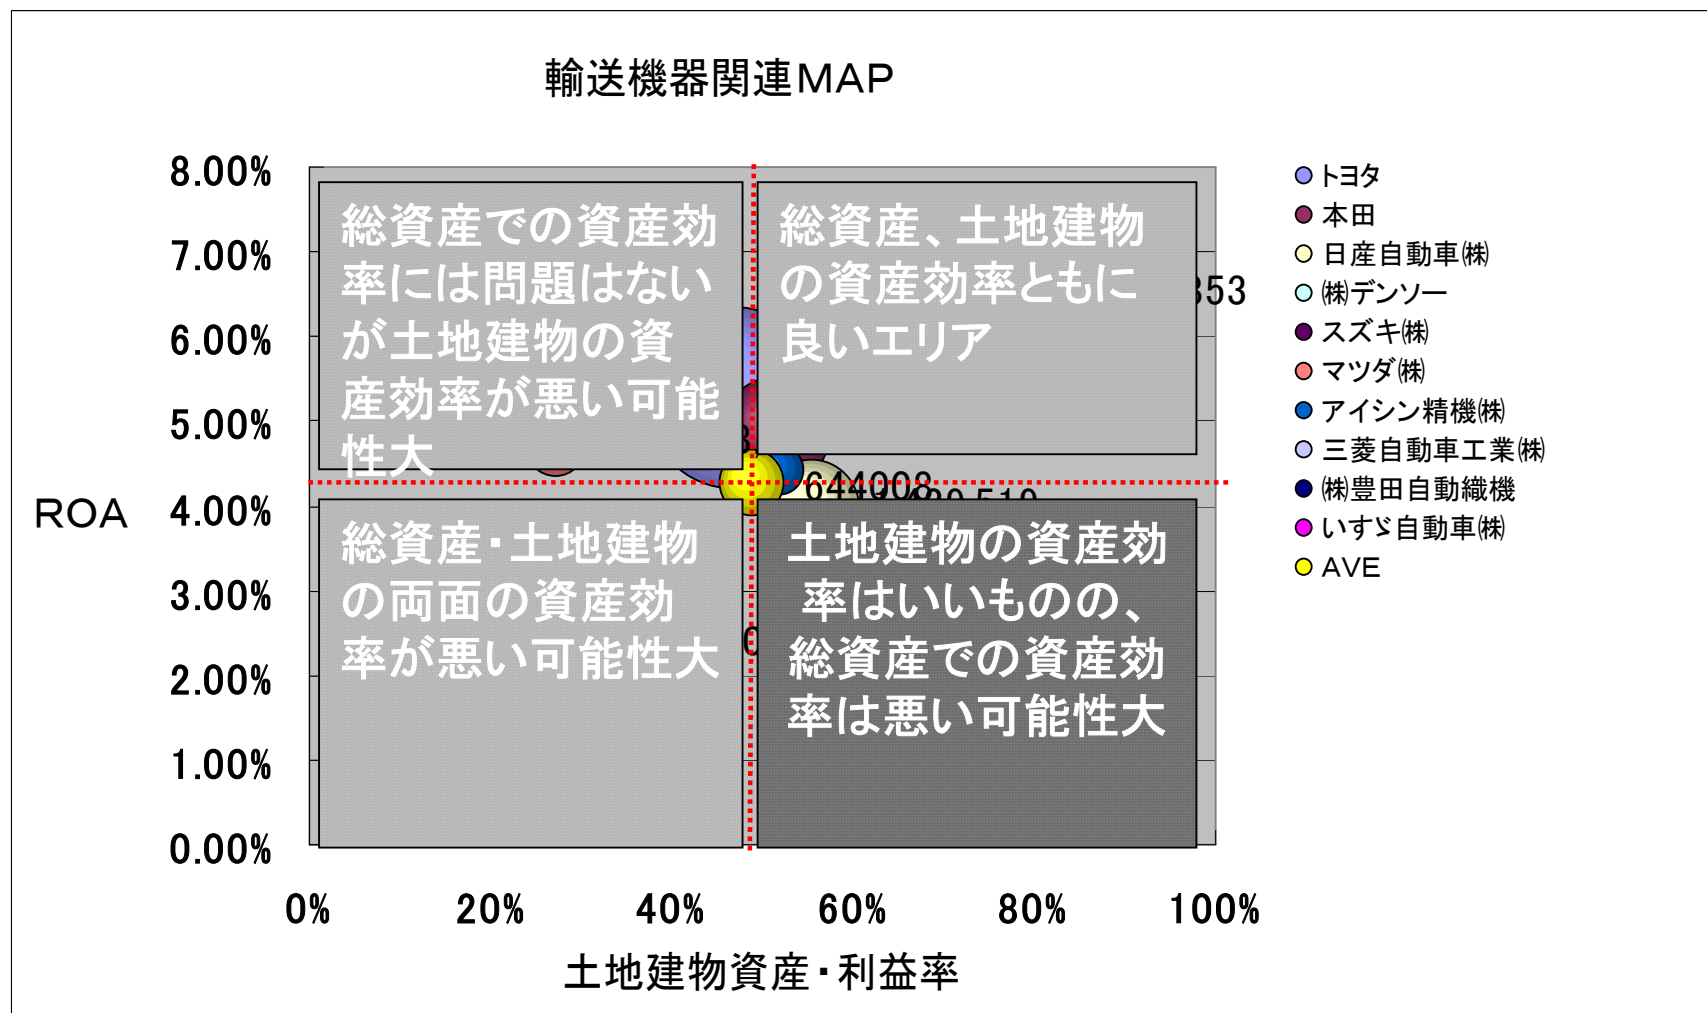 輸送機器関連MAP
8.00%
7.00%
6.00%
5.00%
4.00%
3.00%
2.00%
1.00%
0.00%
ROA
総資産での資産効
率には問題はない
が土地建物の資
産効率が悪い可能
性大
総資産、土地建物
の資産効率ともに
良いエリア
353
644008
総資産・土地建物
の両面の資産効
率が悪い可能性大
土地建物の資産効
率はいいものの、
総資産での資産効
率は悪い可能性大
0% 20% 40% 60% 80% 100%
土地建物資産・利益率
トヨタ
本田
日産自動車㈱
㈱デンソー
スズキ㈱
マツダ㈱
アイシン精機㈱
三菱自動車工業㈱
㈱豊田自動織機
いすゞ自動車㈱
AVE